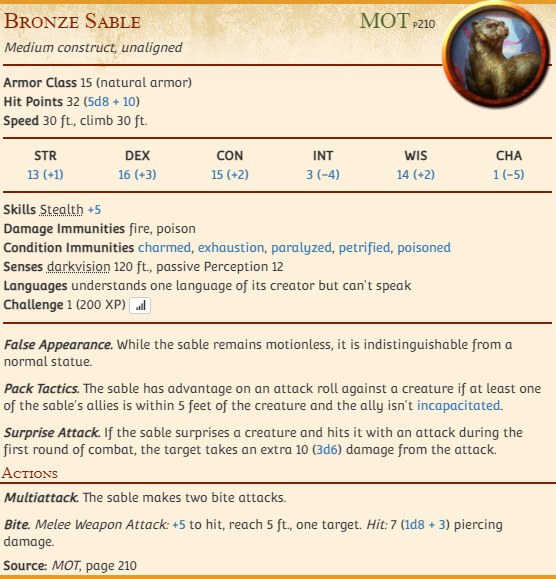 Bronze Sable
MOT p210
Medium construct, unaligned
Armor Class 15 (natural armor)
Hit Points 32 (5d8 + 10)
Speed 30 ft., climb 30 ft.
STR DEX CON INT WIS CHA
13 (+1) 16 (+3) 15 (+2) 3 (−4) 14 (+2) 1 (−5)
Skills Stealth +5
Damage Immunities fire, poison
Condition Immunities charmed, exhaustion, paralyzed, petrified, poisoned
Senses darkvision 120 ft., passive Perception 12
Languages understands one language of its creator but can't speak
Challenge 1 (200 XP)
False Appearance. While the sable remains motionless, it is indistinguishable from a
normal statue.
Pack Tactics. The sable has advantage on an attack roll against a creature if at least one
of the sable's allies is within 5 feet of the creature and the ally isn't incapacitated.
Surprise Attack. If the sable surprises a creature and hits it with an attack during the
first round of combat, the target takes an extra 10 (3d6) damage from the attack.
Actions
Multiattack. The sable makes two bite attacks.
Bite. Melee Weapon Attack: +5 to hit, reach 5 ft., one target. Hit: 7 (1d8 + 3) piercing
damage.
Source: MOT, page 210